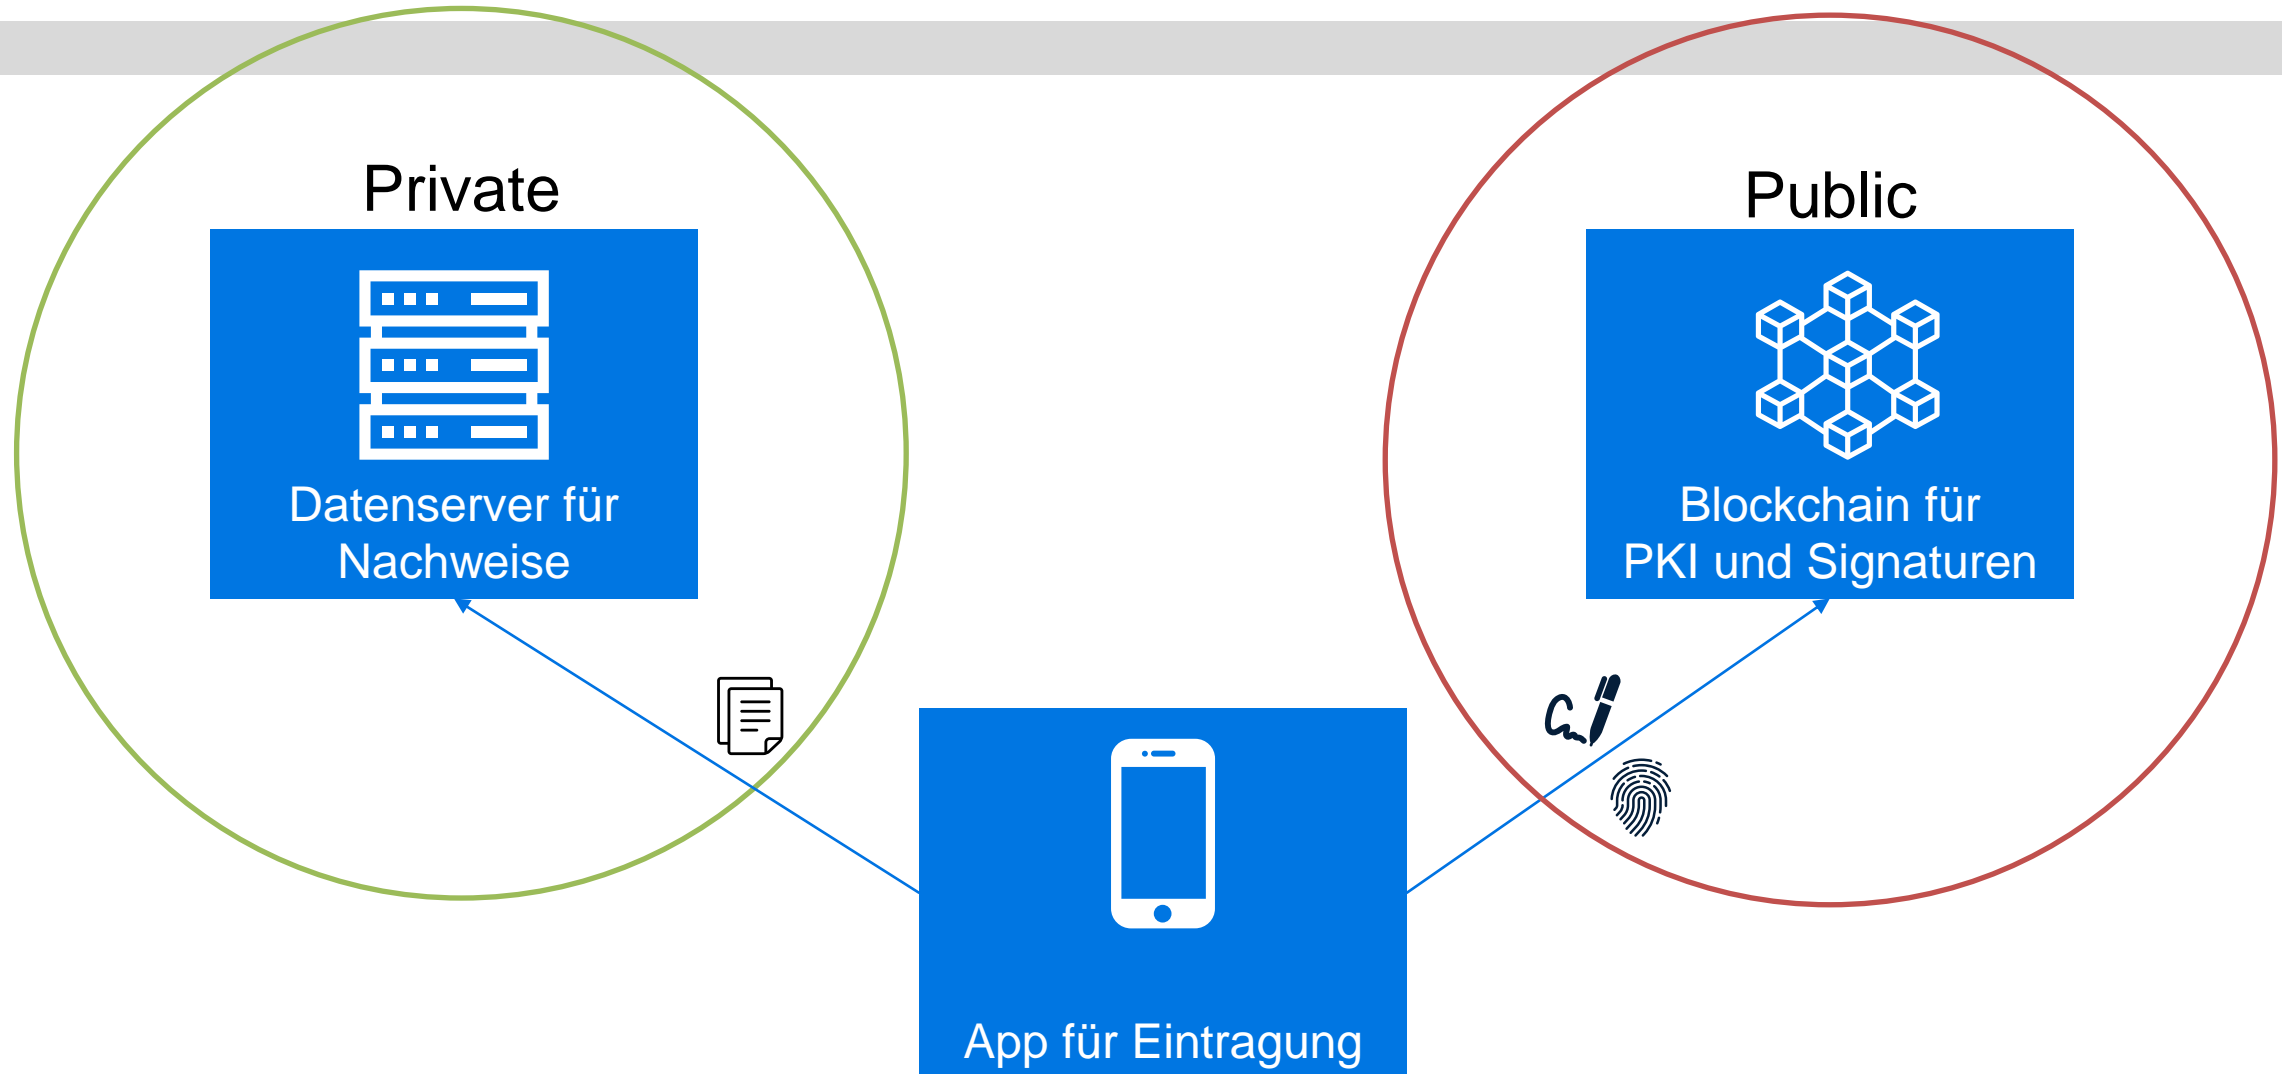 Private
Datenserver für
Nachweise
Public
Blockchain für
PKI und Signaturen
App für Eintragung